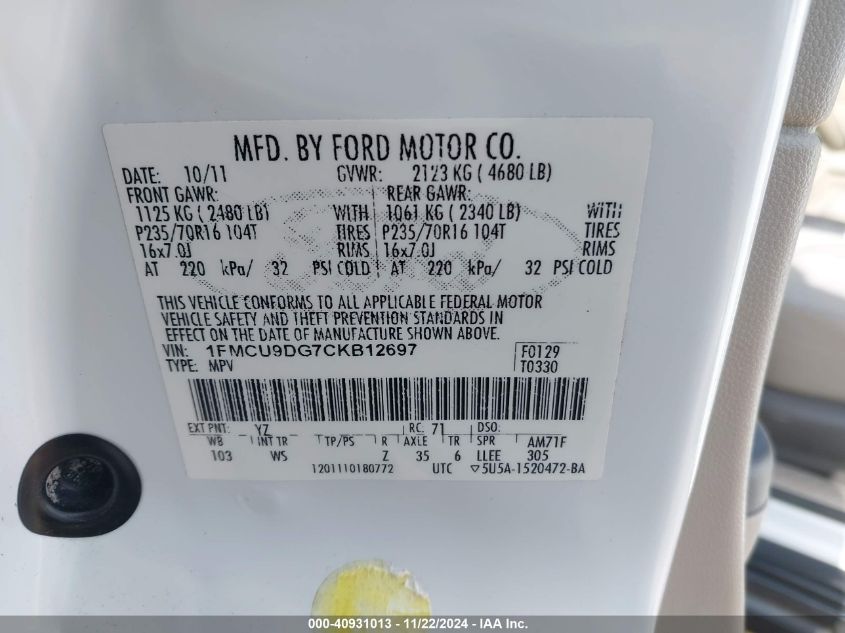 MFD. BY FORD MOTOR CO.
DATE: 10/11 GVWR: 2123 KG ( 4680 LB)
FRONT GAWR: REAR GAWR:
1125 KG ( 2480 LB) WITH 1061 KG ( 2340 LB) WITH
P235/70R16 104T TIRES P235/70R16 104T TIRES
16x7.0J RIMS 16x7.0J RIMS
AT 220 kPa/ 32 PSI COLD AT 220 kPa/ 32 PSI COLD
THIS VEHICLE CONFORMS TO ALL APPLICABLE FEDERAL MOTOR
VEHICLE SAFETY AND THEFT PREVENTION STANDARDS IN
EFFECT ON THE DATE OF MANUFACTURE SHOWN ABOVE.
VIN: 1FMCU9DG7CKB12697 F0129
TYPE: MPV T0330
EXT PNT: YZ RC: 71 DSO:
WB INT TR TP/PS R AXLE TR SPR AM71F
103 WS Z 35 6 LLEE 305
1201110180772 UTC ▽5U5A-1520472-BA
000-40931013 - 11/22/2024 - IAA Inc.